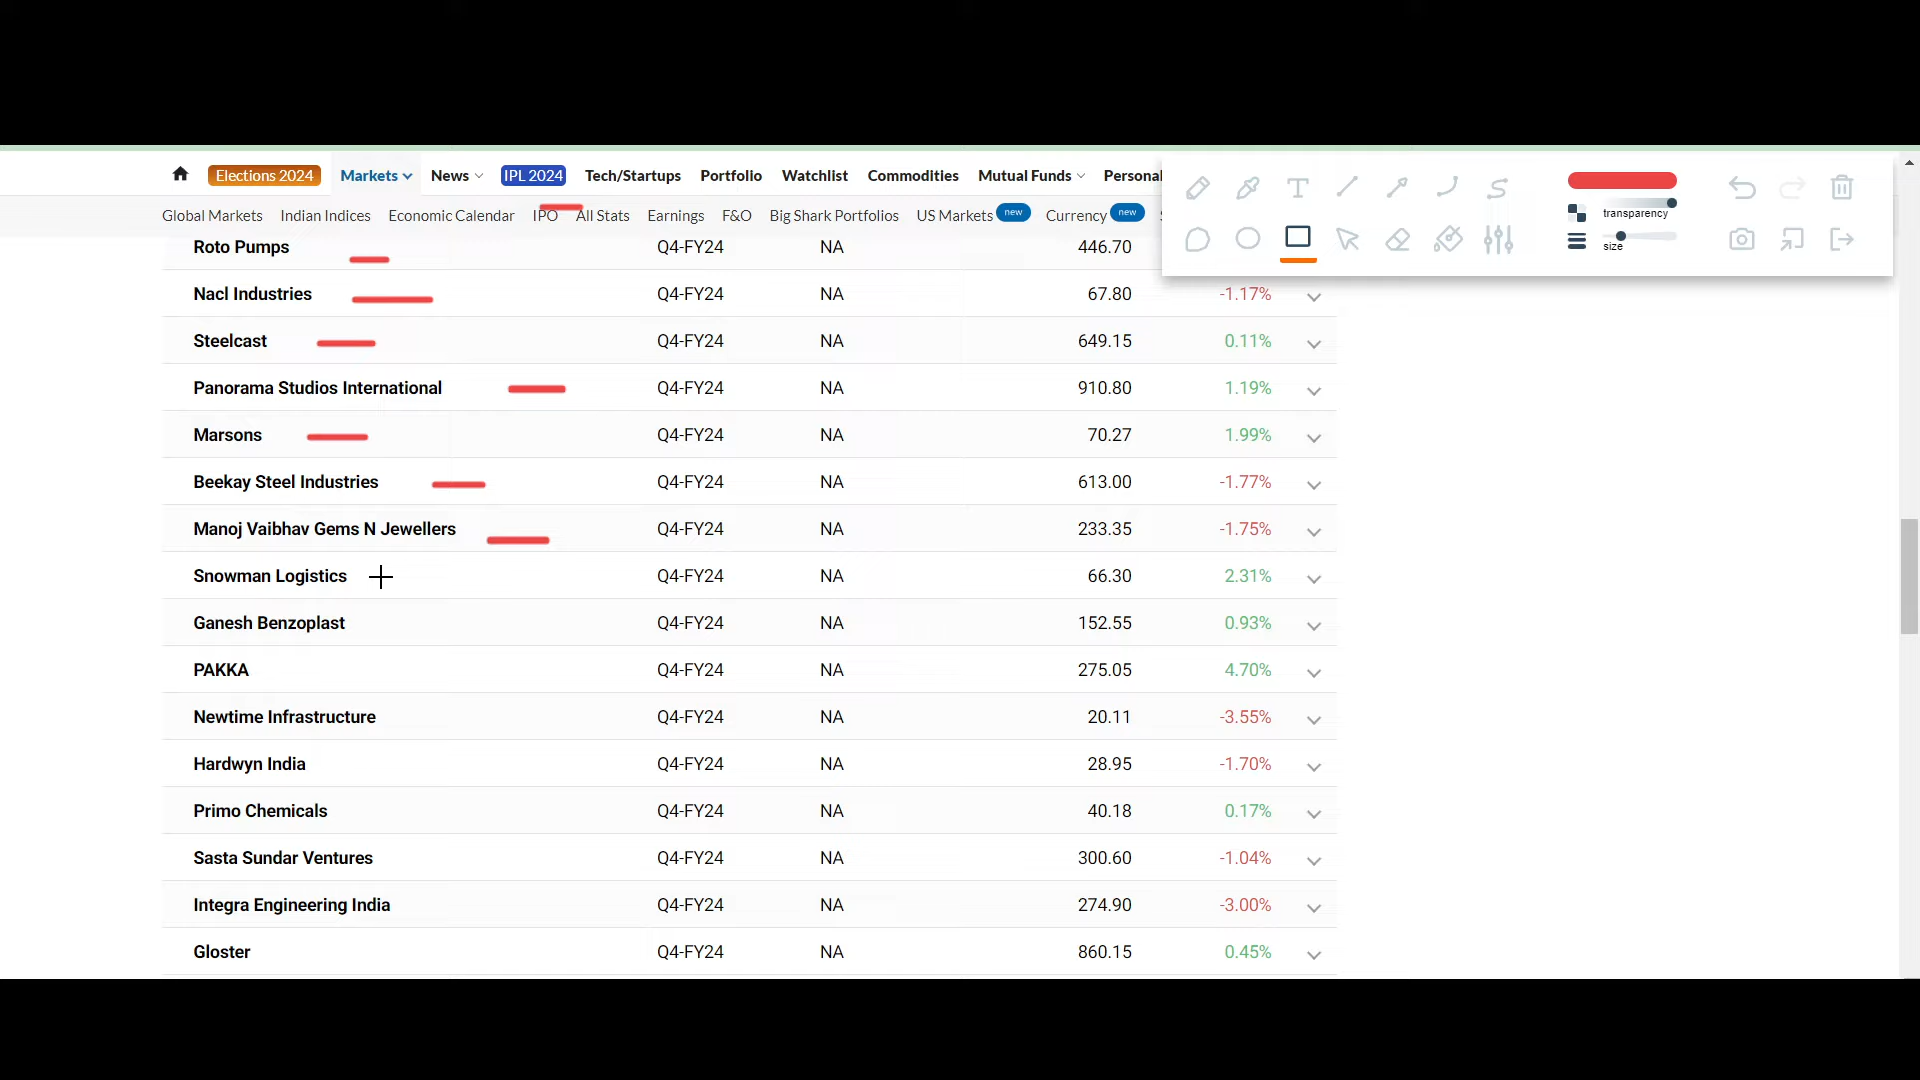 Elections 2024 Markets News IPL 2024 Tech/Startups Portfolio Watchlist Commodities Mutual Funds Personal
Global Markets Indian Indices Economic Calendar IPO All Stats Earnings F&O Big Shark Portfolios US Markets new Currency new
transparency
size
Roto Pumps Q4-FY24 NA 446.70
Nacl Industries Q4-FY24 NA 67.80 -1.17%
Steelcast Q4-FY24 NA 649.15 0.11%
Panorama Studios International Q4-FY24 NA 910.80 1.19%
Marsons Q4-FY24 NA 70.27 1.99%
Beekay Steel Industries Q4-FY24 NA 613.00 -1.77%
Manoj Vaibhav Gems N Jewellers Q4-FY24 NA 233.35 -1.75%
Snowman Logistics Q4-FY24 NA 66.30 2.31%
Ganesh Benzoplast Q4-FY24 NA 152.55 0.93%
PAKKA Q4-FY24 NA 275.05 4.70%
Newtime Infrastructure Q4-FY24 NA 20.11 -3.55%
Hardwyn India Q4-FY24 NA 28.95 -1.70%
Primo Chemicals Q4-FY24 NA 40.18 0.17%
Sasta Sundar Ventures Q4-FY24 NA 300.60 -1.04%
Integra Engineering India Q4-FY24 NA 274.90 -3.00%
Gloster Q4-FY24 NA 860.15 0.45%